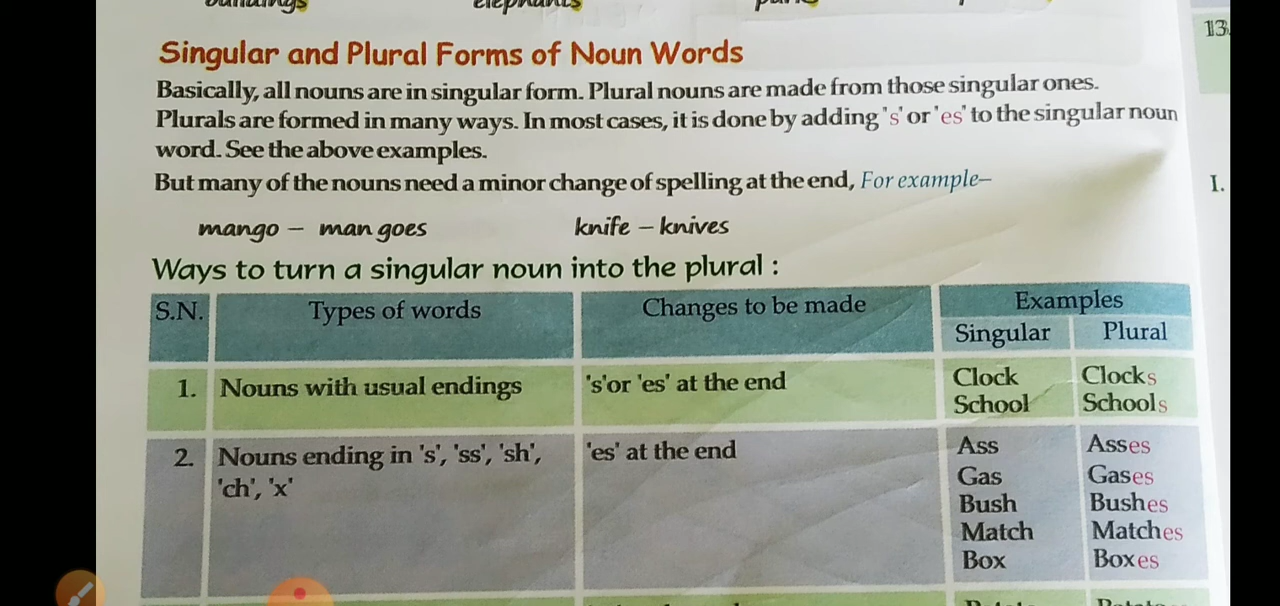 buildings elephants
Singular and Plural Forms of Noun Words
13.
Basically, all nouns are in singular form. Plural nouns are made from those singular ones.
Plurals are formed in many ways. In most cases, it is done by adding 's' or 'es' to the singular noun
word. See the above examples.
But many of the nouns need a minor change of spelling at the end, For example–
I.
mango – man goes knife – knives
Ways to turn a singular noun into the plural :
S.N. Types of words Changes to be made Examples
Singular Plural
1. Nouns with usual endings 's'or 'es' at the end Clock Clocks
School Schools
2. Nouns ending in 's', 'ss', 'sh', 'es' at the end Ass Asses
'ch', 'x' Gas Gases
Bush Bushes
Match Matches
Box Boxes